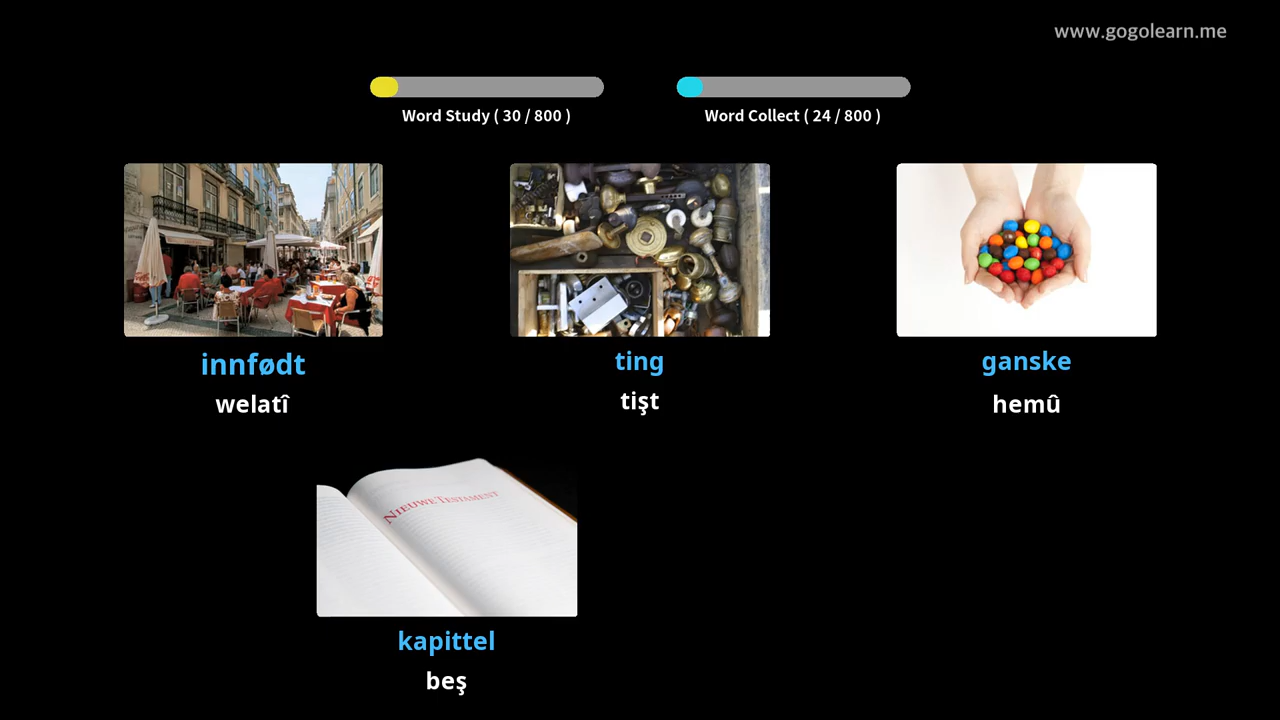 www.gogolearn.me
Word Study ( 30 / 800 )
Word Collect ( 24 / 800 )
innfødt
welatî
ting
tişt
ganske
hemû
NIEUWE TESTAMENT
kapittel
beş